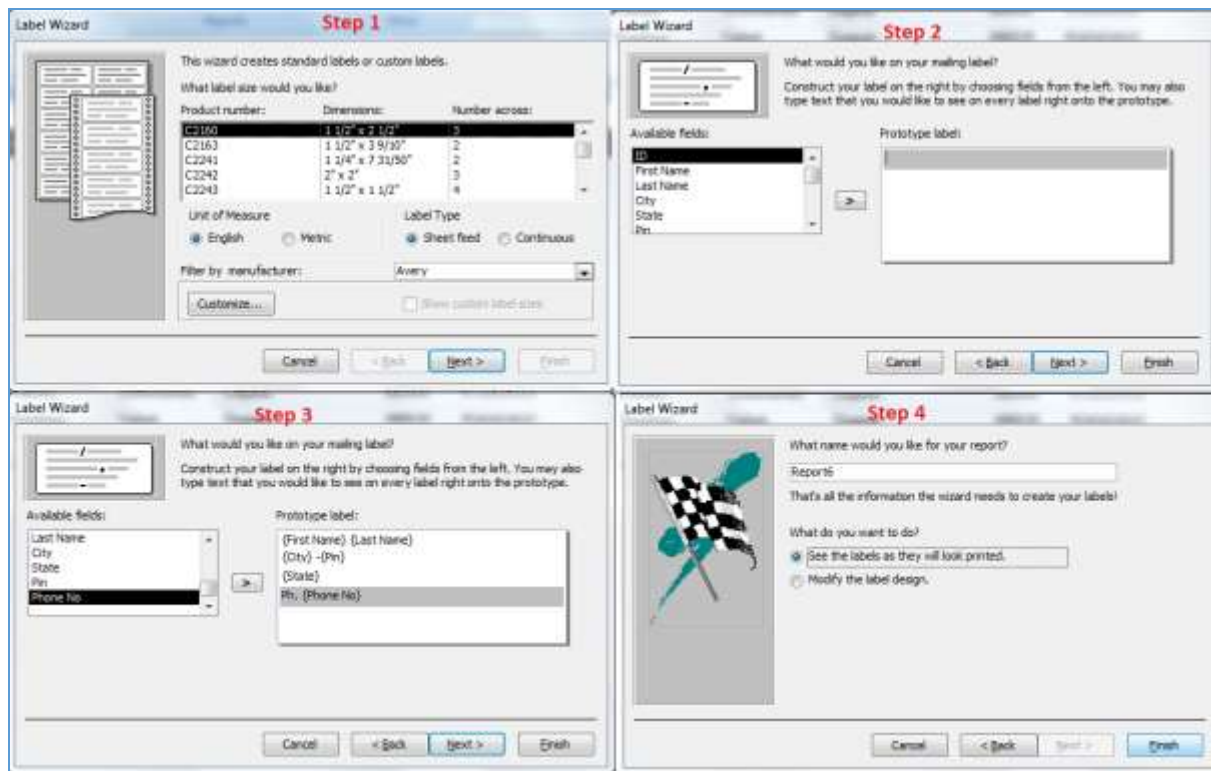 Label Wizard
Step 1
This wizard creates standard labels or custom labels.
What label size would you like?
Product number: Dimensions: Number across:
C2160 1 1/2" x 2 1/2" 3
C2163 1 1/2" x 3 9/10" 2
C2241 1 1/4" x 7 31/50" 2
C2242 2" x 2" 3
C2243 1 1/2" x 1 1/2" 4
Unit of Measure Label Type
English Metric Sheet feed Continuous
Filter by manufacturer: Avery
Customize... Show custom label sizes
Cancel < Back Next > Finish
Label Wizard
Step 2
What would you like on your mailing label?
Construct your label on the right by choosing fields from the left. You may also
type text that you would like to see on every label right onto the prototype.
Available fields: Prototype label:
ID
First Name
Last Name
City
State
Pin
>
Cancel < Back Next > Finish
Label Wizard
Step 3
What would you like on your mailing label?
Construct your label on the right by choosing fields from the left. You may also
type text that you would like to see on every label right onto the prototype.
Available fields: Prototype label:
Last Name
City
State
Pin
Phone No
>
{First Name} {Last Name}
{City} -{Pin}
{State}
Ph. {Phone No}
Cancel < Back Next > Finish
Label Wizard
Step 4
What name would you like for your report?
Report6
That's all the information the wizard needs to create your labels!
What do you want to do?
See the labels as they will look printed.
Modify the label design.
Cancel < Back Next > Finish